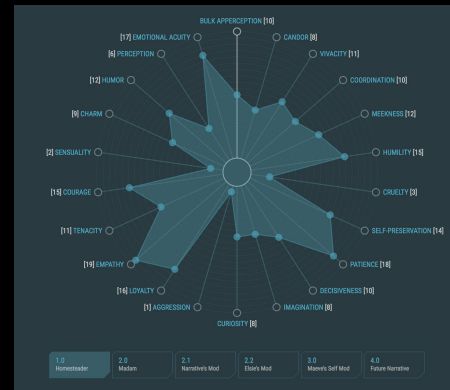 BULK APPERCEPTION [10]
[17] EMOTIONAL ACUITY
CANDOR [8]
[6] PERCEPTION
VIVACITY [11]
[12] HUMOR
COORDINATION [10]
[9] CHARM
MEEKNESS [12]
[2] SENSUALITY
HUMILITY [15]
[15] COURAGE
CRUELTY [3]
[11] TENACITY
SELF-PRESERVATION [14]
[19] EMPATHY
PATIENCE [18]
[16] LOYALTY
DECISIVENESS [10]
[1] AGGRESSION
IMAGINATION [8]
CURIOSITY [8]
1.0 2.0 2.1 2.2 3.0 4.0
Homesteader Madam Narrative's Mod Elsie's Mod Maeve's Self Mod Future Narrative